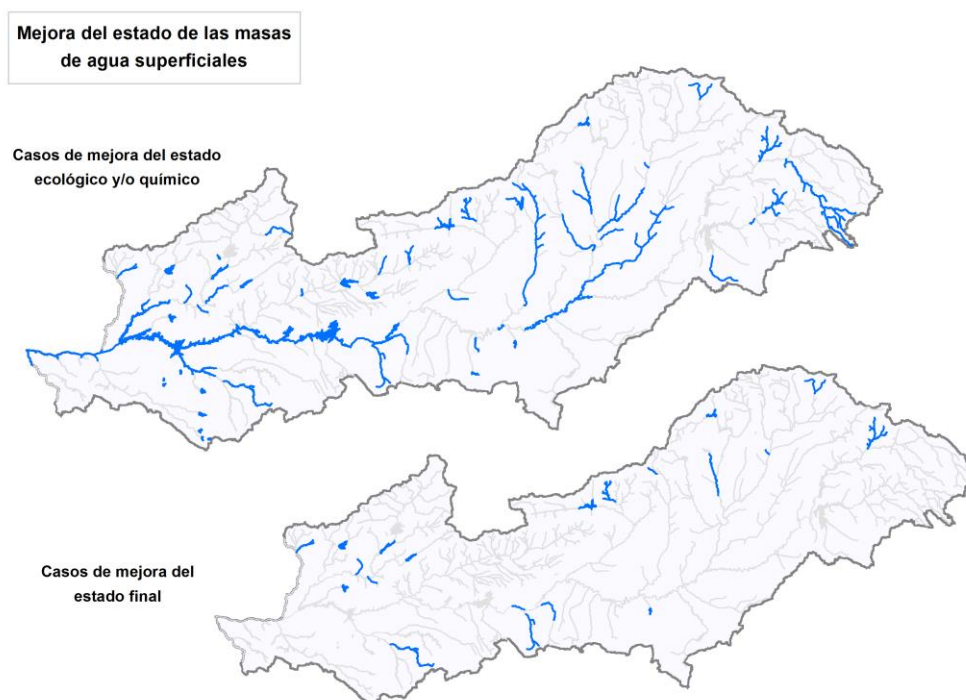 Mejora del estado de las masas
de agua superficiales
Casos de mejora del estado
ecológico y/o químico
Casos de mejora del
estado final